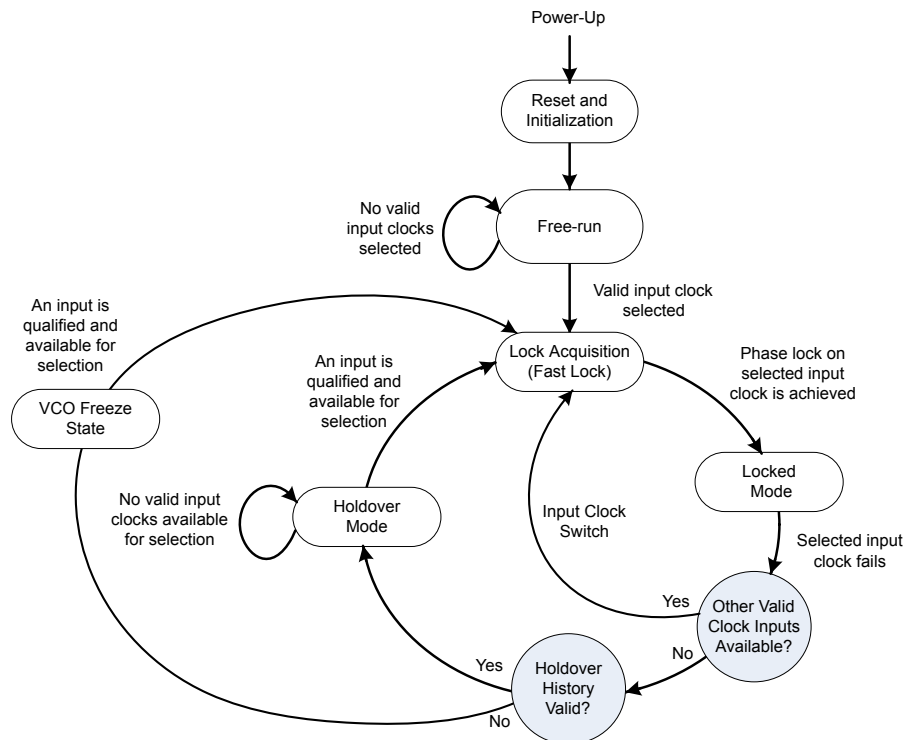 Power-Up
Reset and
Initialization
No valid
input clocks
selected
Free-run
Valid input clock
selected
An input is
qualified and
available for
selection
Lock Acquisition
(Fast Lock)
An input is
qualified and
available for
selection
Phase lock on
selected input
clock is achieved
VCO Freeze
State
Locked
Mode
No valid input
clocks available
for selection
Holdover
Mode
Input Clock
Switch
Selected input
clock fails
Yes
Other Valid
Clock Inputs
Available?
No
Yes
Holdover
History
Valid?
No